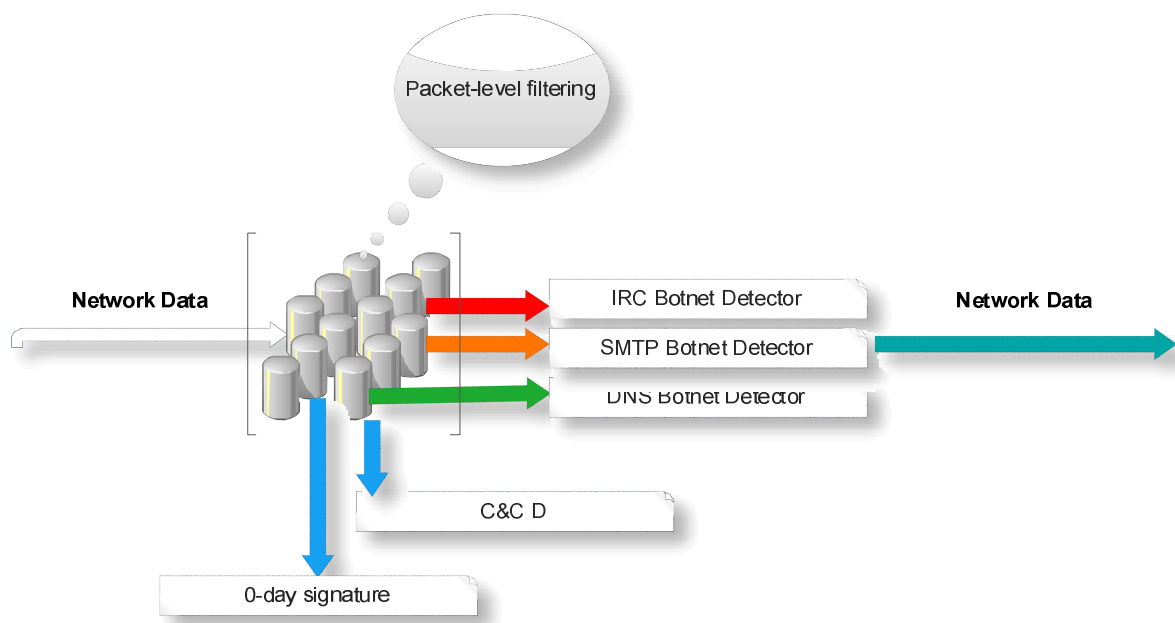 Packet-level filtering
Network Data
IRC Botnet Detector
Network Data
SMTP Botnet Detector
DNS Botnet Detector
C&C D
0-day signature